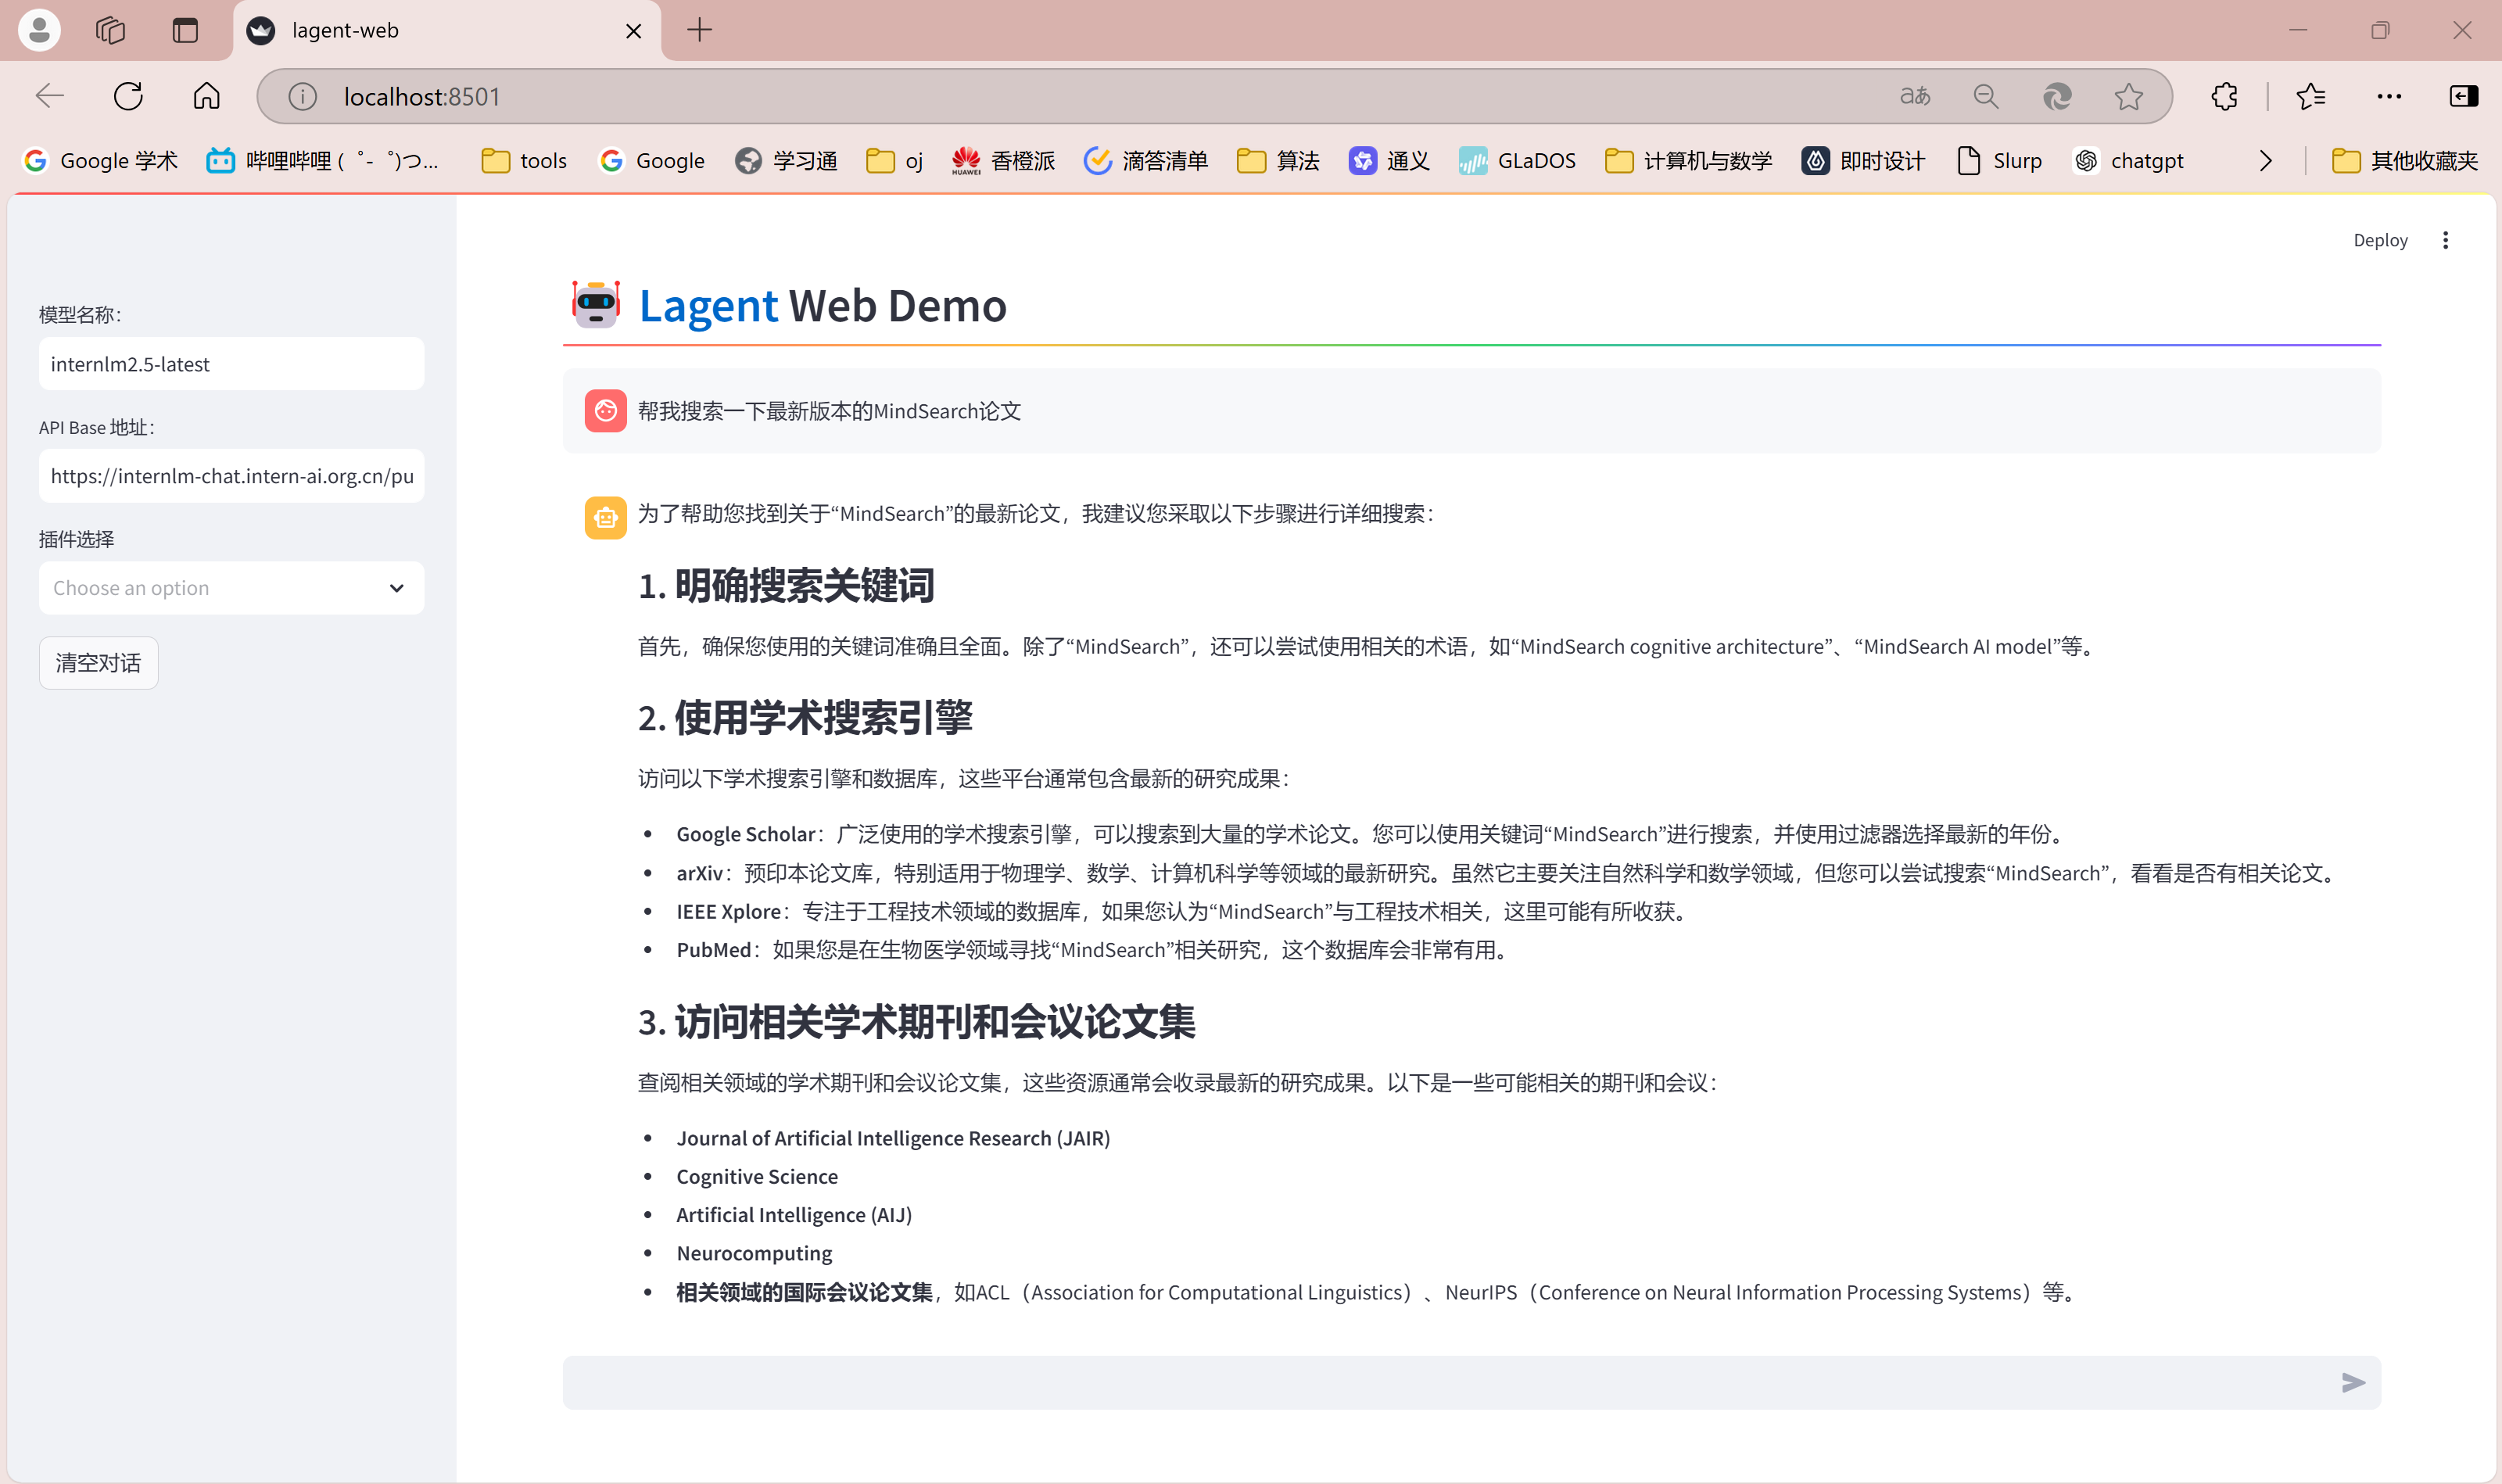 lagent-web
localhost:8501
aあ
Google 学术
哔哩哔哩 ( ゜- ゜)つ...
tools
Google
学习通
oj
HUAWEI
香橙派
滴答清单
算法
通义
GLaDOS
计算机与数学
即时设计
Slurp
chatgpt
其他收藏夹
Deploy
模型名称：
internlm2.5-latest
API Base 地址：
https://internlm-chat.intern-ai.org.cn/pu
插件选择
Choose an option
清空对话
Lagent Web Demo
帮我搜索一下最新版本的MindSearch论文
为了帮助您找到关于“MindSearch”的最新论文，我建议您采取以下步骤进行详细搜索：
1. 明确搜索关键词
首先，确保您使用的关键词准确且全面。除了“MindSearch”，还可以尝试使用相关的术语，如“MindSearch cognitive architecture”、“MindSearch AI model”等。
2. 使用学术搜索引擎
访问以下学术搜索引擎和数据库，这些平台通常包含最新的研究成果：
• Google Scholar：广泛使用的学术搜索引擎，可以搜索到大量的学术论文。您可以使用关键词“MindSearch”进行搜索，并使用过滤器选择最新的年份。
• arXiv：预印本论文库，特别适用于物理学、数学、计算机科学等领域的最新研究。虽然它主要关注自然科学和数学领域，但您可以尝试搜索“MindSearch”，看看是否有相关论文。
• IEEE Xplore：专注于工程技术领域的数据库，如果您认为“MindSearch”与工程技术相关，这里可能有所收获。
• PubMed：如果您是在生物医学领域寻找“MindSearch”相关研究，这个数据库会非常有用。
3. 访问相关学术期刊和会议论文集
查阅相关领域的学术期刊和会议论文集，这些资源通常会收录最新的研究成果。以下是一些可能相关的期刊和会议：
• Journal of Artificial Intelligence Research (JAIR)
• Cognitive Science
• Artificial Intelligence (AIJ)
• Neurocomputing
• 相关领域的国际会议论文集，如ACL（Association for Computational Linguistics）、NeurIPS（Conference on Neural Information Processing Systems）等。